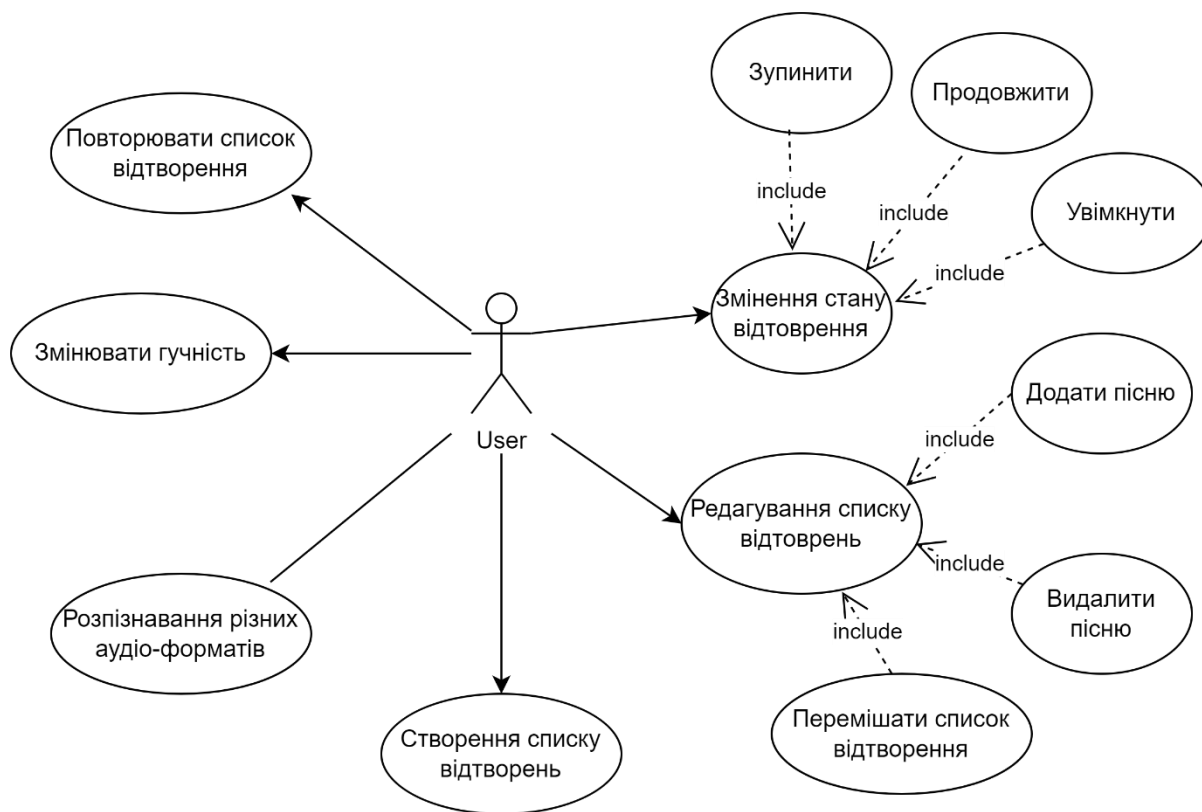 Зупинити
Продовжити
Повторювати список
відтворення
include
include
Увімкнути
include
Змінення стану
відтоврення
Змінювати гучність
Додати пісню
User
include
Редагування списку
відтоврень
include
Видалити
пісню
Розпізнавання різних
аудіо-форматів
include
Перемішати список
відтворення
Створення списку
відтворень